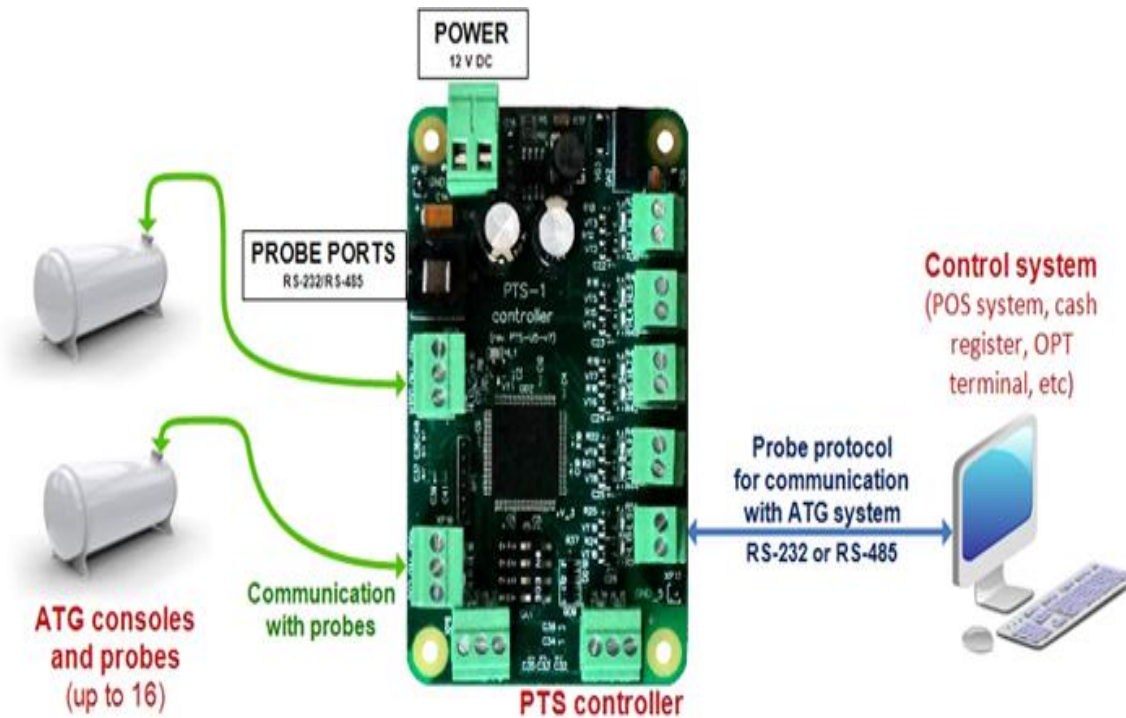 POWER
12 V DC
PROBE PORTS
RS-232/RS-485
PTS-1
controller
Control system
(POS system, cash
register, OPT
terminal, etc)
Probe protocol
for communication
with ATG system
RS-232 or RS-485
Communication
with probes
ATG consoles
and probes
(up to 16)
PTS controller